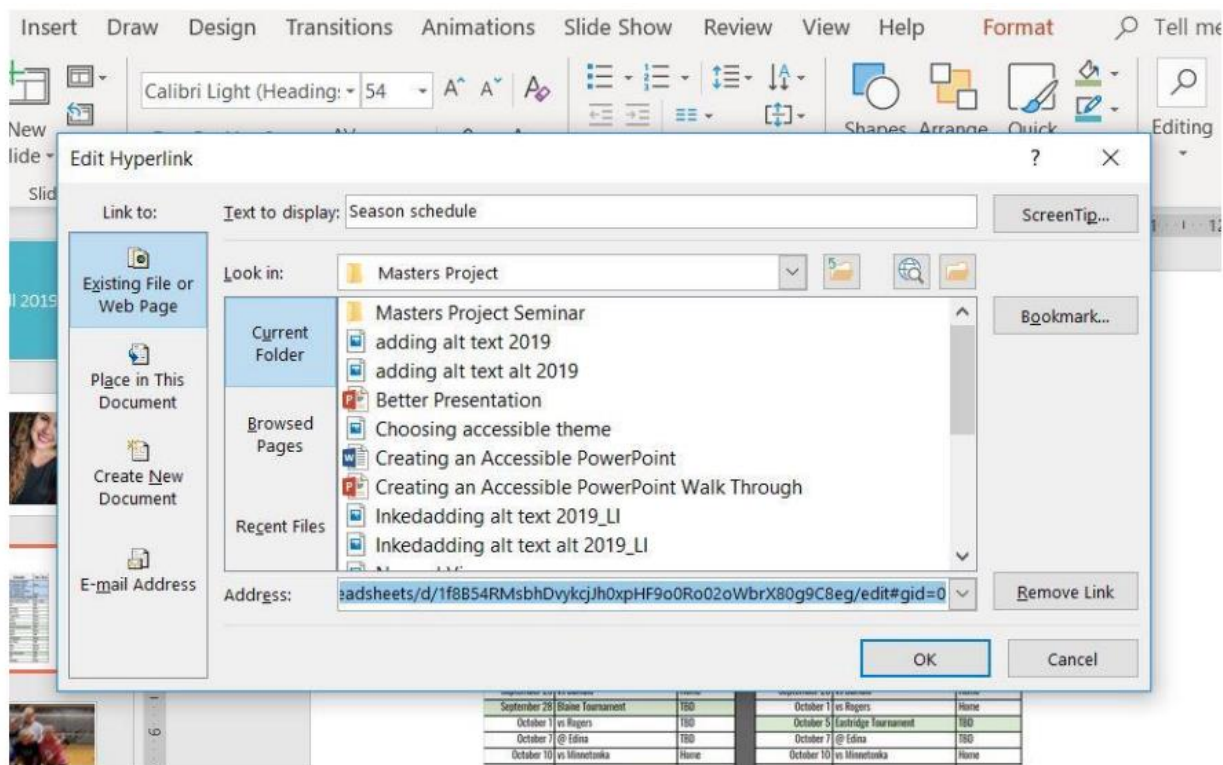 Insert Draw Design Transitions Animations Slide Show Review View Help Format Tell me
Calibri Light (Heading: 54 A A A
New Shapes Arrange Quick Editing
lide
Slid
Edit Hyperlink ? X
Link to: Text to display: Season schedule ScreenTip...
Existing File or
Web Page
Look in: Masters Project
Place in This
Document
Create New
Document
E-mail Address
Current
Folder
Browsed
Pages
Recent Files
Masters Project Seminar
adding alt text 2019
adding alt text alt 2019
Better Presentation
Choosing accessible theme
Creating an Accessible PowerPoint
Creating an Accessible PowerPoint Walk Through
Inkedadding alt text 2019_LI
Inkedadding alt text alt 2019_LI
Bookmark...
Address: eadsheets/d/1f8B54RMsbhDvykcjJh0xpHF9o0Ro02oWbrX80g9C8eg/edit#gid=0 Remove Link
OK Cancel
ll 2019
September 28 Blaine Tournament TBD October 1 vs Rogers Home
October 1 vs Rogers TBD October 5 Eastridge Tournament TBD
October 7 @ Edina TBD October 7 @ Edina TBD
October 10 vs Minnetonka Home October 10 vs Minnetonka Home